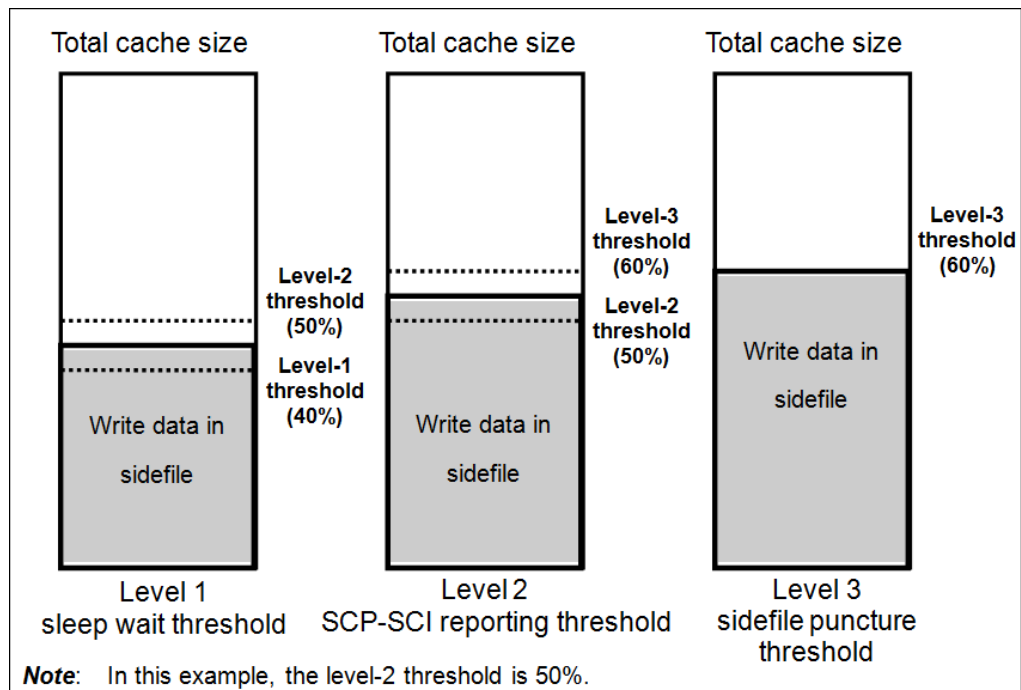 Total cache size
Total cache size
Total cache size
Level-2
threshold
(50%)
Level-1
threshold
(40%)
Write data in
sidefile
Level-3
threshold
(60%)
Level-2
threshold
(50%)
Write data in
sidefile
Level-3
threshold
(60%)
Write data in
sidefile
Level 1
sleep wait threshold
Level 2
SCP-SCI reporting threshold
Level 3
sidefile puncture
threshold
Note: In this example, the level-2 threshold is 50%.